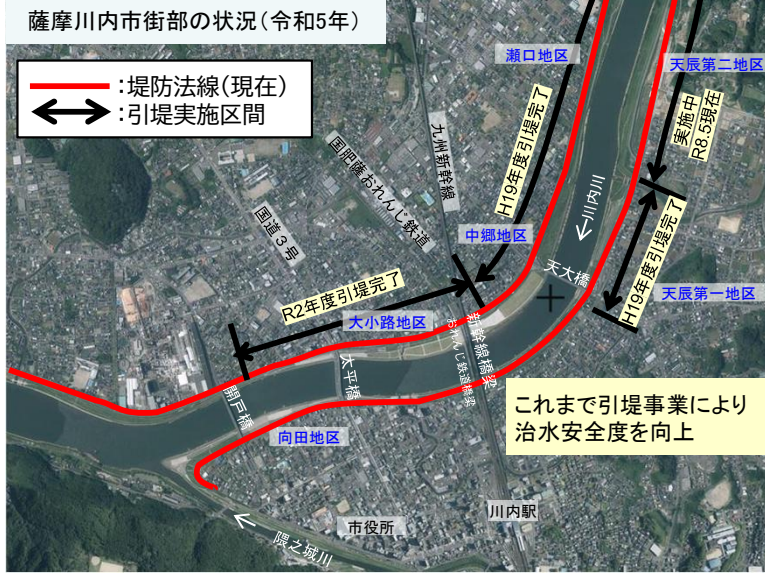 薩摩川内市街部の状況(令和5年)
:堤防法線(現在)
:引堤実施区間
瀬口地区
天辰第二地区
実施中
R8.5現在
H19年度引堤完了
九州新幹線
国肥薩おれんじ鉄道
国道3号
中郷地区
川内川
天大橋
H19年度引堤完了
天辰第一地区
R2年度引堤完了
大小路地区
新幹線橋梁
おれんじ鉄道橋梁
太平橋
開戸橋
向田地区
これまで引堤事業により
治水安全度を向上
川内駅
市役所
隈之城川